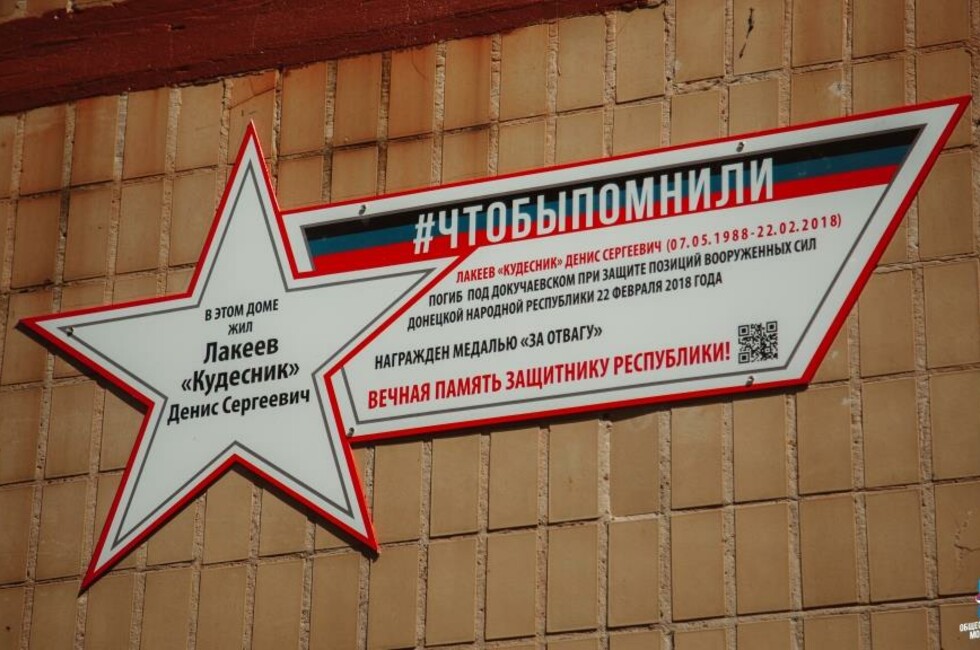 В ЭТОМ ДОМЕ
ЖИЛ
Лакеев
«Кудесник»
Денис Сергеевич
#ЧТОБЫПОМНИЛИ
ЛАКЕЕВ «КУДЕСНИК» ДЕНИС СЕРГЕЕВИЧ (07.05.1988-22.02.2018)
ПОГИБ ПОД ДОКУЧАЕВСКОМ ПРИ ЗАЩИТЕ ПОЗИЦИЙ ВООРУЖЕННЫХ СИЛ
ДОНЕЦКОЙ НАРОДНОЙ РЕСПУБЛИКИ 22 ФЕВРАЛЯ 2018 ГОДА
НАГРАЖДЕН МЕДАЛЬЮ «ЗА ОТВАГУ»
ВЕЧНАЯ ПАМЯТЬ ЗАЩИТНИКУ РЕСПУБЛИКИ!